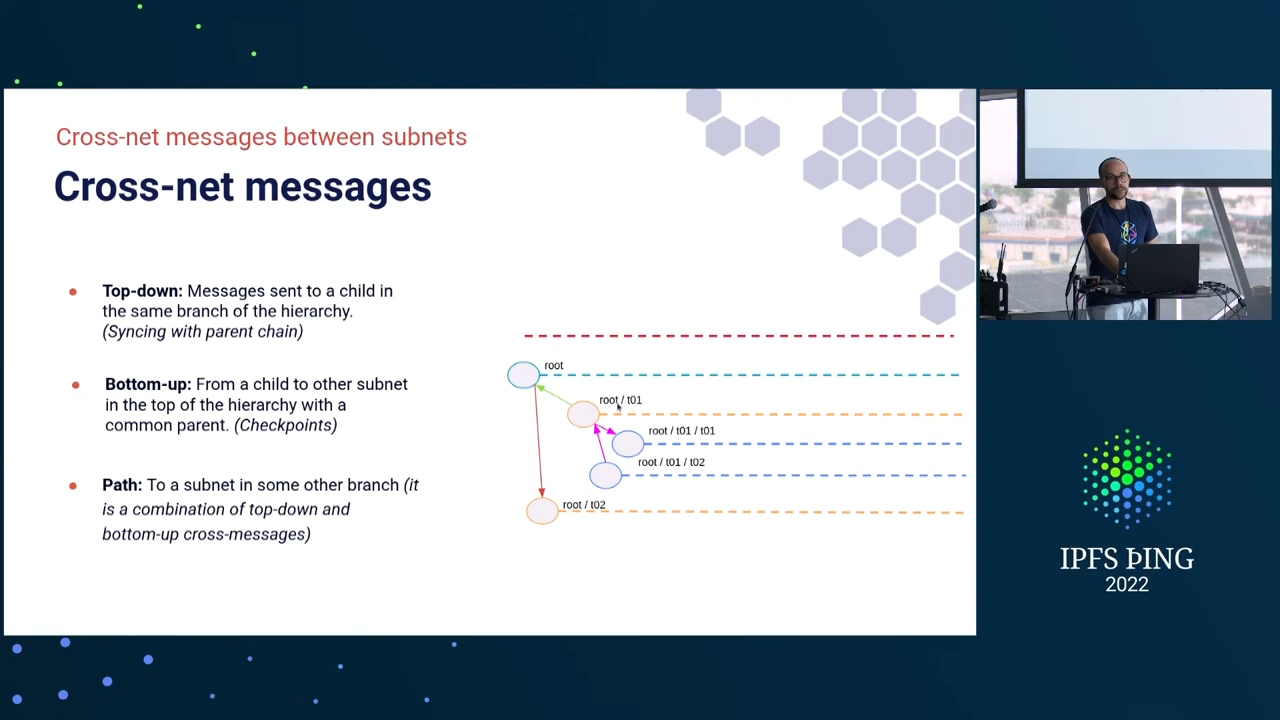 Cross-net messages between subnets
Cross-net messages
● Top-down: Messages sent to a child in
the same branch of the hierarchy.
(Syncing with parent chain)
● Bottom-up: From a child to other subnet
in the top of the hierarchy with a
common parent. (Checkpoints)
● Path: To a subnet in some other branch (it
is a combination of top-down and
bottom-up cross-messages)
root
root / t01
root / t01 / t01
root / t01 / t02
root / t02
IPFS ÞING
2022